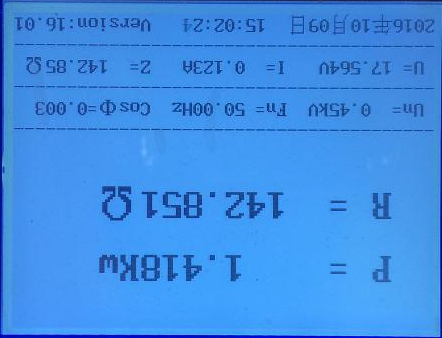 P = 1.418Kw
R = 142.851Ω
Un= 0.45kV Fn= 50.00Hz CosΦ=0.003
U= 17.564V I= 0.123A Z= 142.85Ω
2016年10月09日 15:02:24 Version:16.01